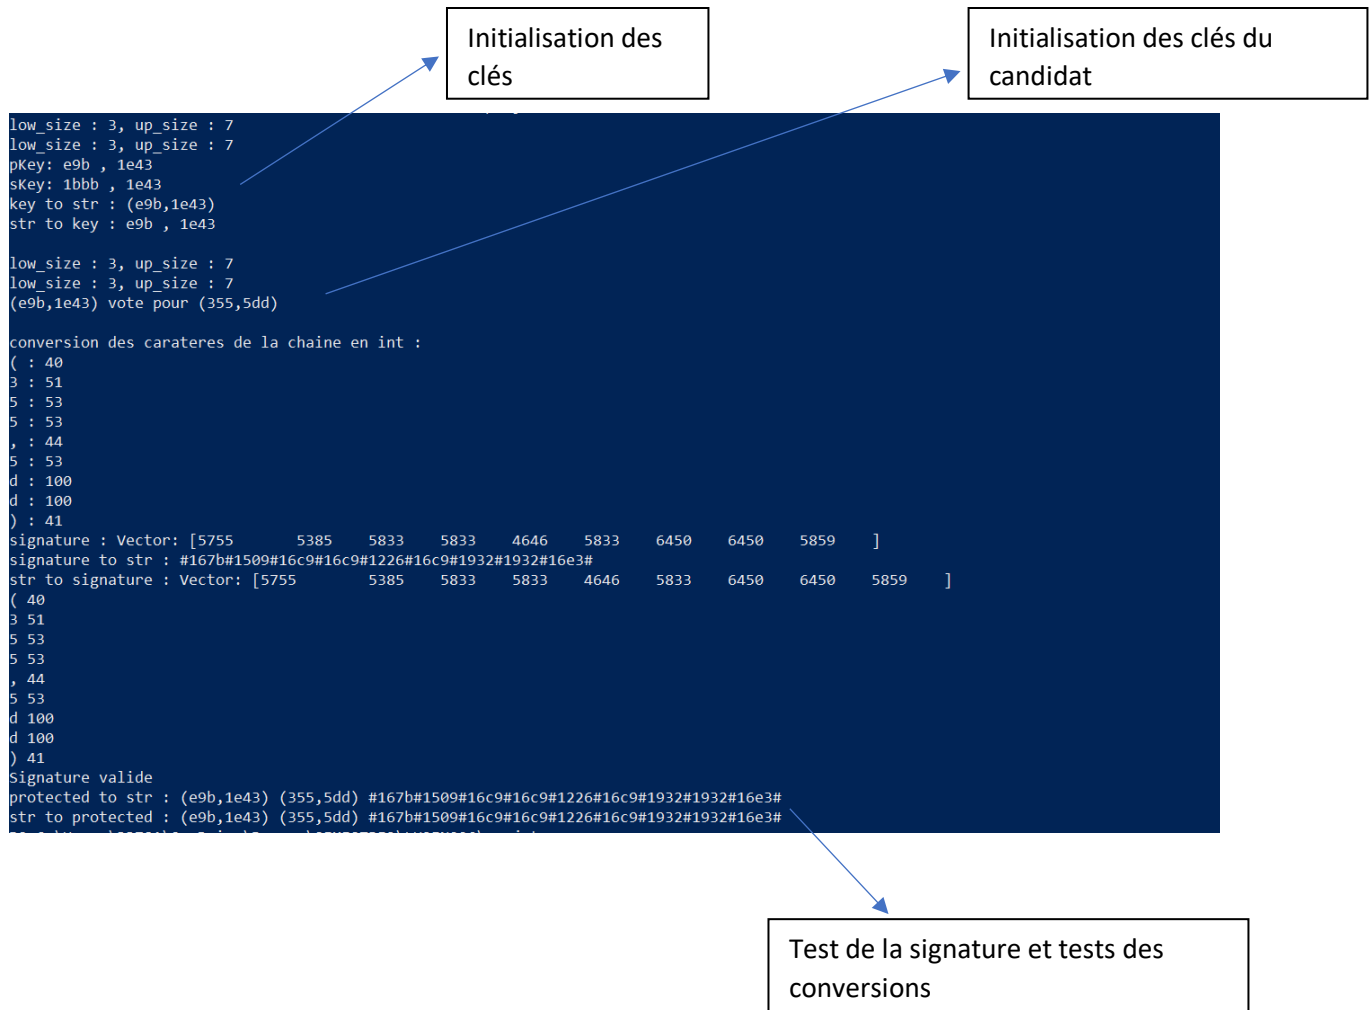 Initialisation des
clés
Initialisation des clés du
candidat
low_size : 3, up_size : 7
low_size : 3, up_size : 7
pKey: e9b , 1e43
sKey: 1bbb , 1e43
key to str : (e9b,1e43)
str to key : e9b , 1e43
low_size : 3, up_size : 7
low_size : 3, up_size : 7
(e9b,1e43) vote pour (355,5dd)
conversion des carateres de la chaine en int :
( : 40
3 : 51
5 : 53
5 : 53
, : 44
5 : 53
d : 100
d : 100
) : 41
signature : Vector: [5755 5385 5833 5833 4646 5833 6450 6450 5859 ]
signature to str : #167b#1509#16c9#16c9#1226#16c9#1932#1932#16e3#
str to signature : Vector: [5755 5385 5833 5833 4646 5833 6450 6450 5859 ]
( 40
3 51
5 53
5 53
, 44
5 53
d 100
d 100
) 41
Signature valide
protected to str : (e9b,1e43) (355,5dd) #167b#1509#16c9#16c9#1226#16c9#1932#1932#16e3#
str to protected : (e9b,1e43) (355,5dd) #167b#1509#16c9#16c9#1226#16c9#1932#1932#16e3#
Test de la signature et tests des
conversions